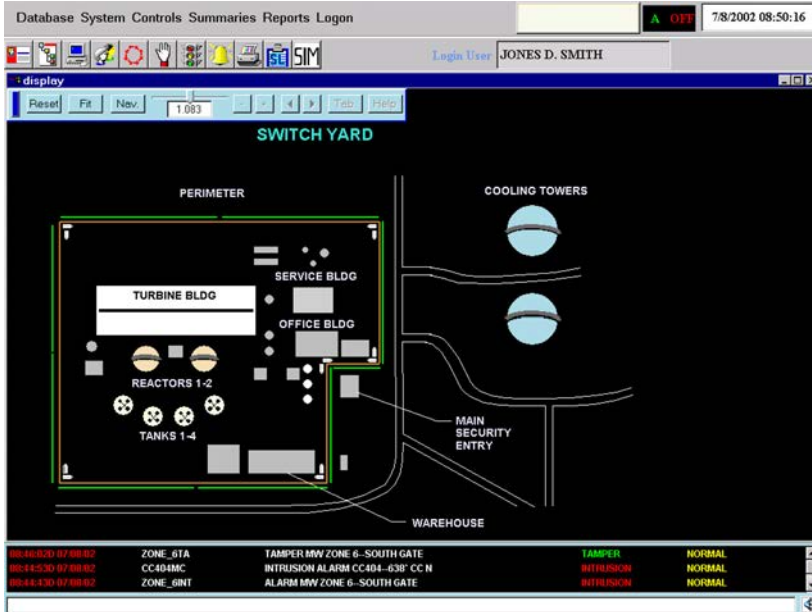 Database System Controls Summaries Reports Logon
A OFF 7/8/2002 08:50:16
SIM Login User JONES D. SMITH
display
Reset Fit Nav. 1.083 - + Tab Help
SWITCH YARD
PERIMETER
COOLING TOWERS
SERVICE BLDG
TURBINE BLDG
OFFICE BLDG
REACTORS 1-2
TANKS 1-4
MAIN
SECURITY
ENTRY
WAREHOUSE
ZONE_6TA TAMPER MW ZONE 6--SOUTH GATE TAMPER NORMAL
CC404MC INTRUSION ALARM CC404--638' CC N INTRUSION NORMAL
ZONE_6INT ALARM MW ZONE 6--SOUTH GATE INTRUSION NORMAL